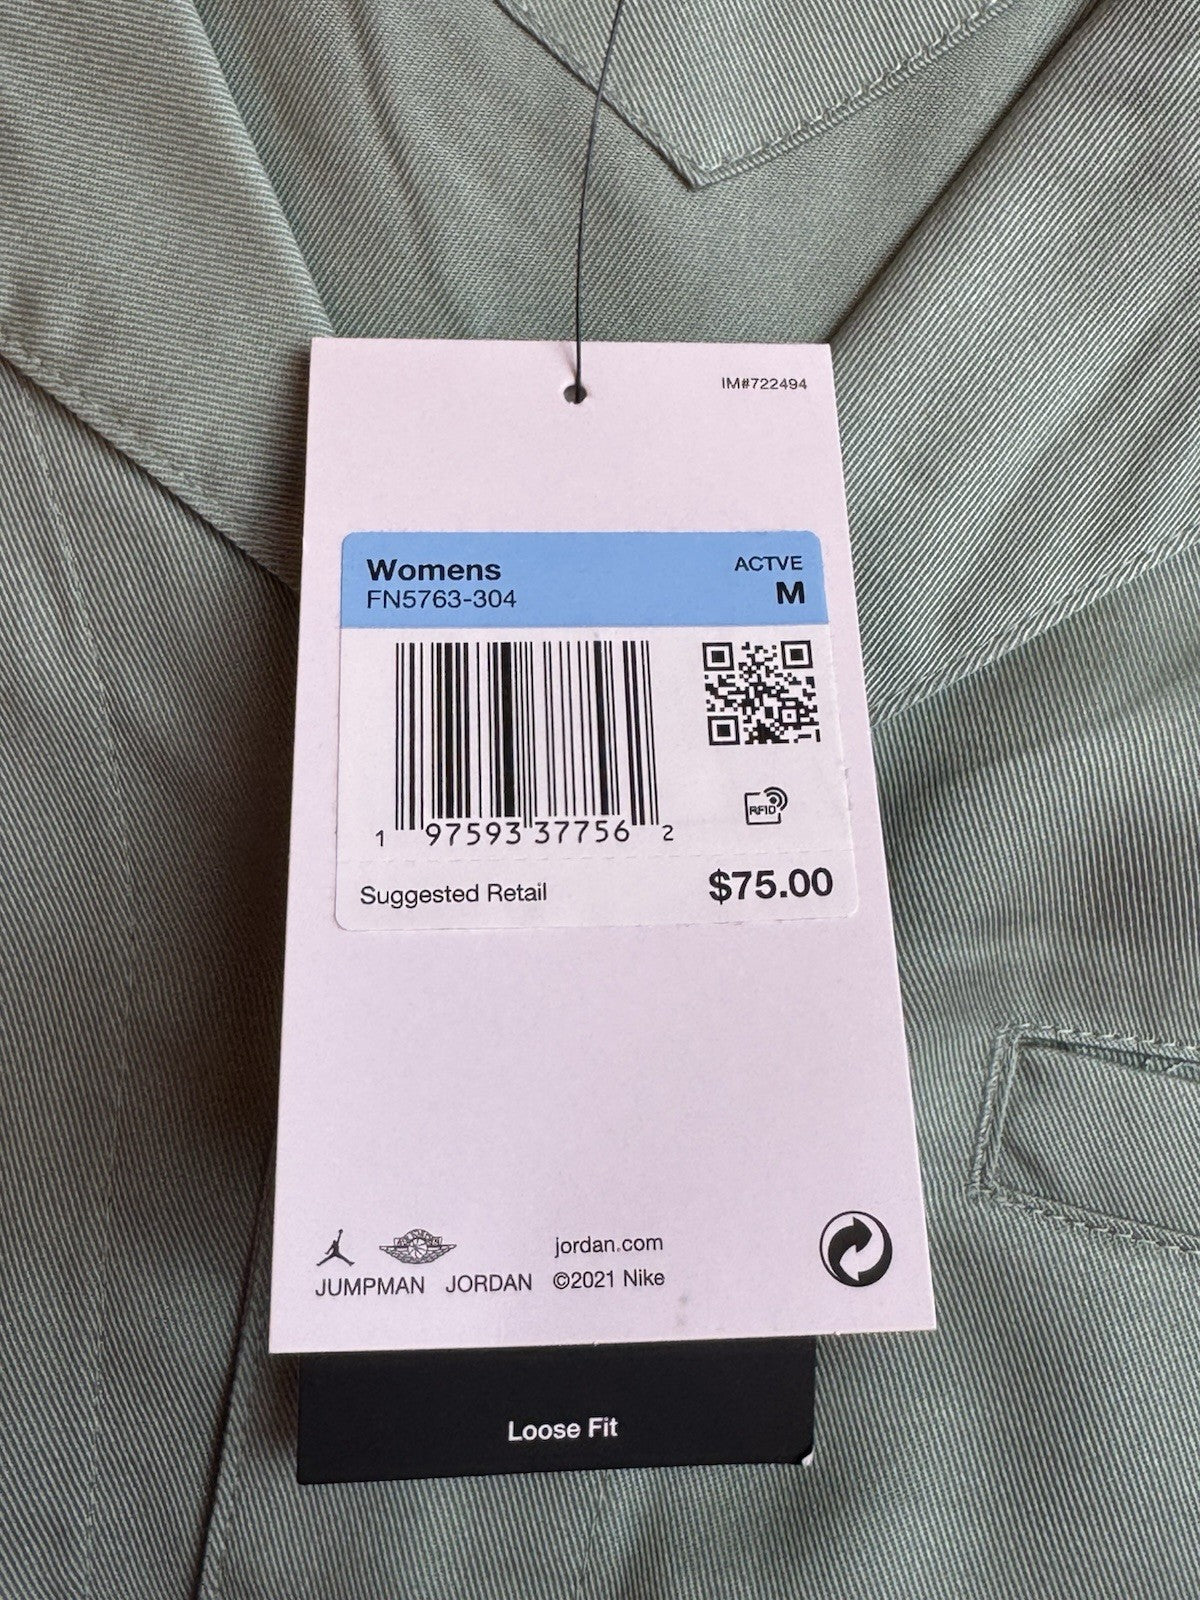 IM#722494
Womens
ACTVE
FN5763-304
M
RFID
1 97593 37756 2
Suggested Retail
$75.00
jordan.com
JUMPMAN JORDAN ©2021 Nike
Loose Fit